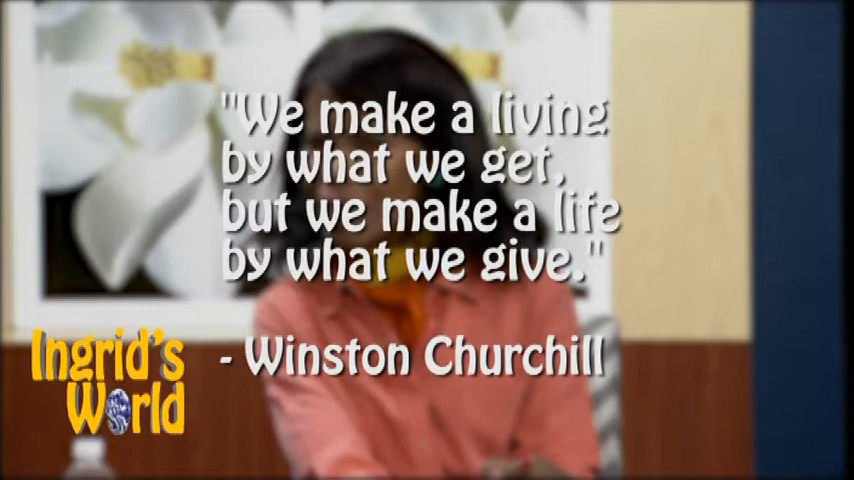 "We make a living
by what we get,
but we make a life
by what we give."
- Winston Churchill
Ingrid's
World